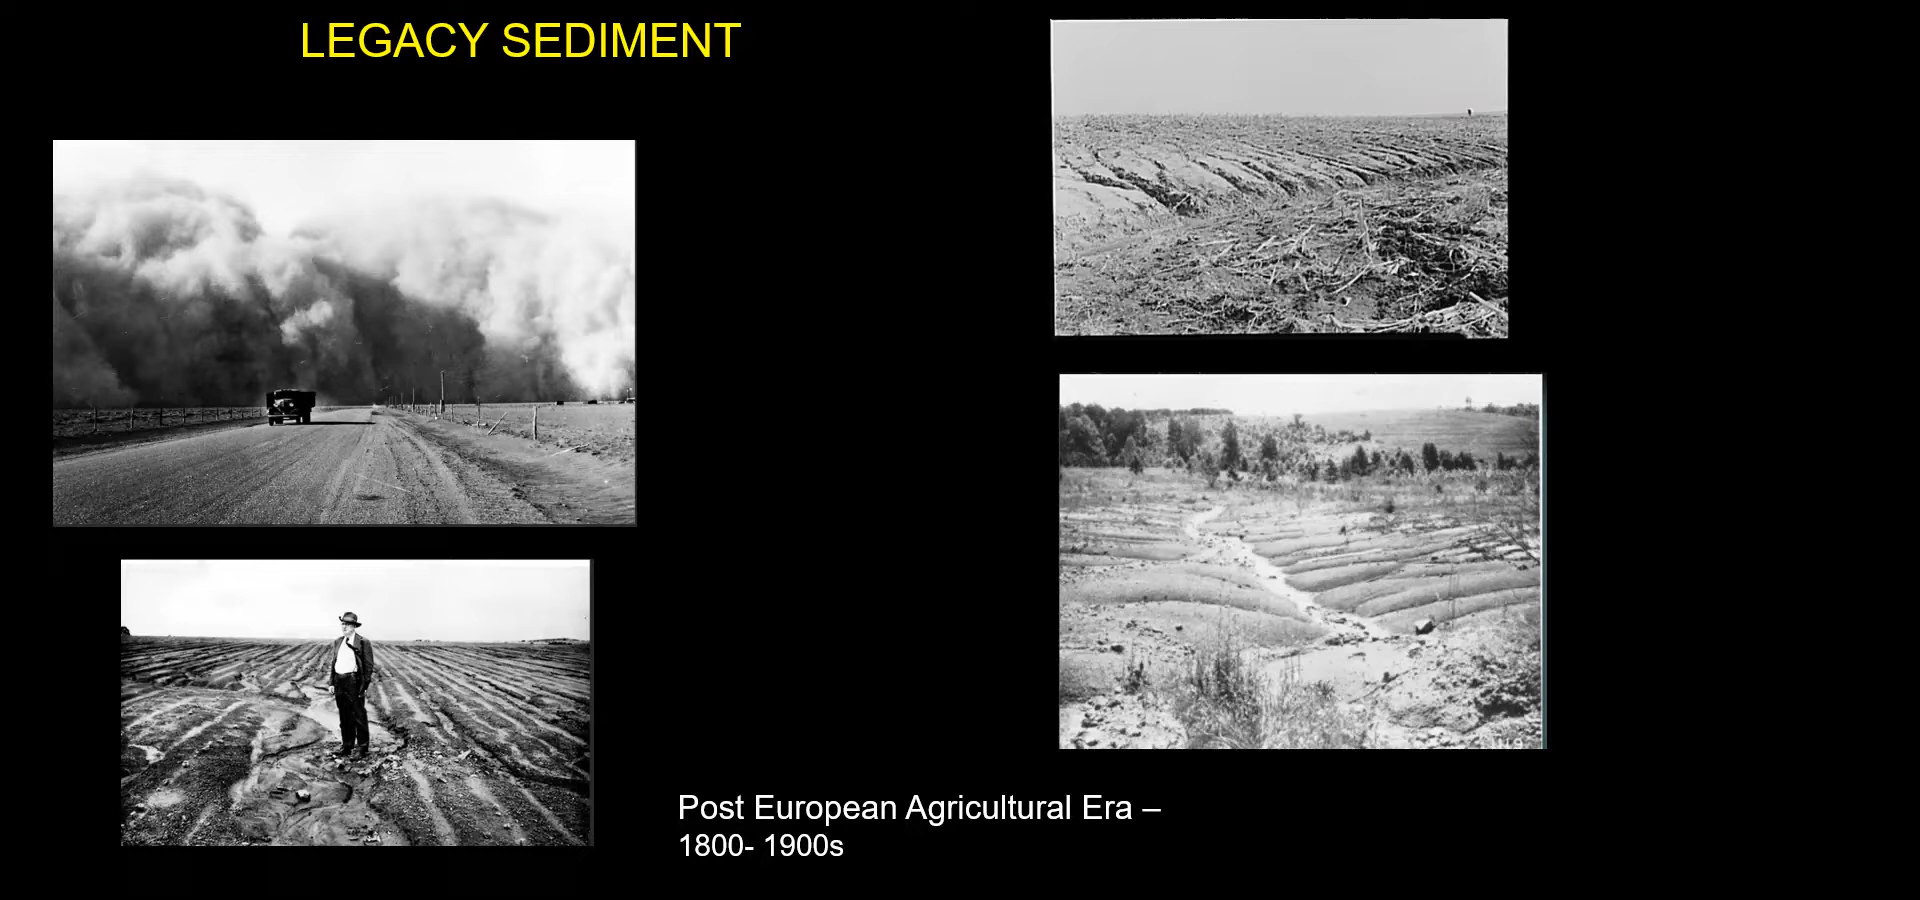 LEGACY SEDIMENT
Post European Agricultural Era –
1800- 1900s